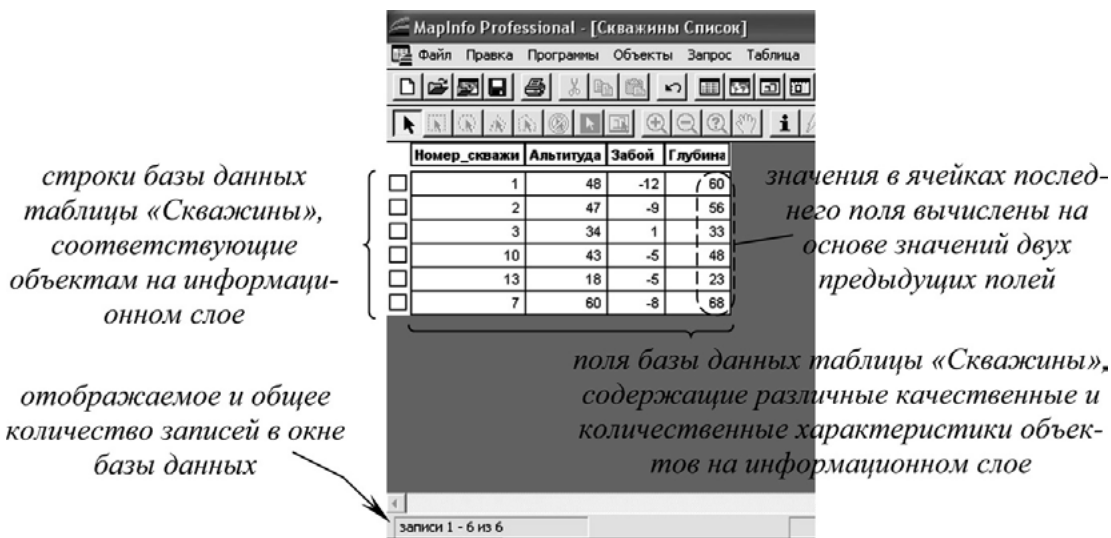 MapInfo Professional - [Скважины Список]
Файл Правка Программы Объекты Запрос Таблица
Номер_скважи Альтитуда Забой Глубина
1 48 -12 60
2 47 -9 56
3 34 1 33
10 43 -5 48
13 18 -5 23
7 60 -8 68
строки базы данных
таблицы «Скважины»,
соответствующие
объектам на информаци-
онном слое
значения в ячейках послед-
него поля вычислены на
основе значений двух
предыдущих полей
поля базы данных таблицы «Скважины»,
содержащие различные качественные и
количественные характеристики объек-
тов на информационном слое
отображаемое и общее
количество записей в окне
базы данных
записи 1 - 6 из 6